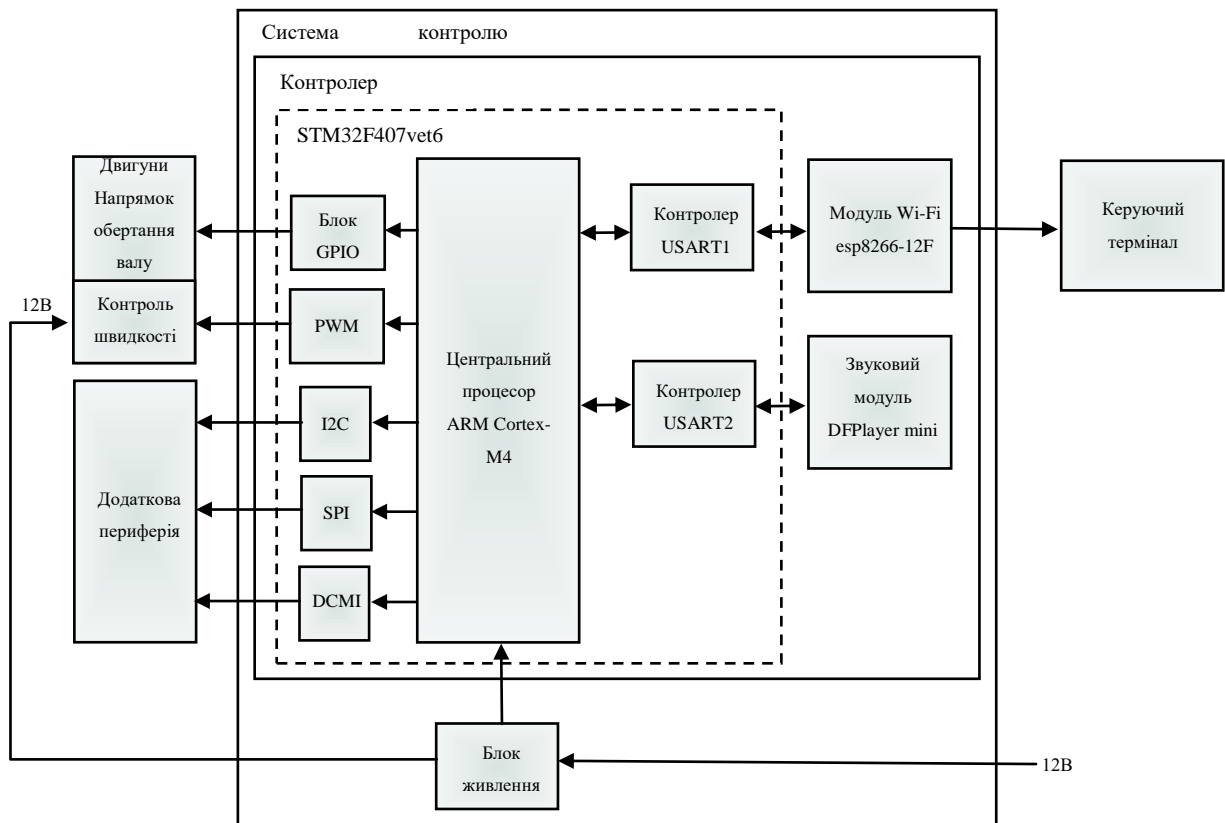 Система контролю
Контролер
STM32F407vet6
Двигуни
Напрямок
обертання
валу
Контроль
швидкості
12В
Додаткова
периферія
Блок
GPIO
PWM
I2C
SPI
DCMI
Центральний
процесор
ARM Cortex-
M4
Контролер
USART1
Контролер
USART2
Модуль Wi-Fi
esp8266-12F
Звуковий
модуль
DFPlayer mini
Керуючий
термінал
Блок
живлення
12В